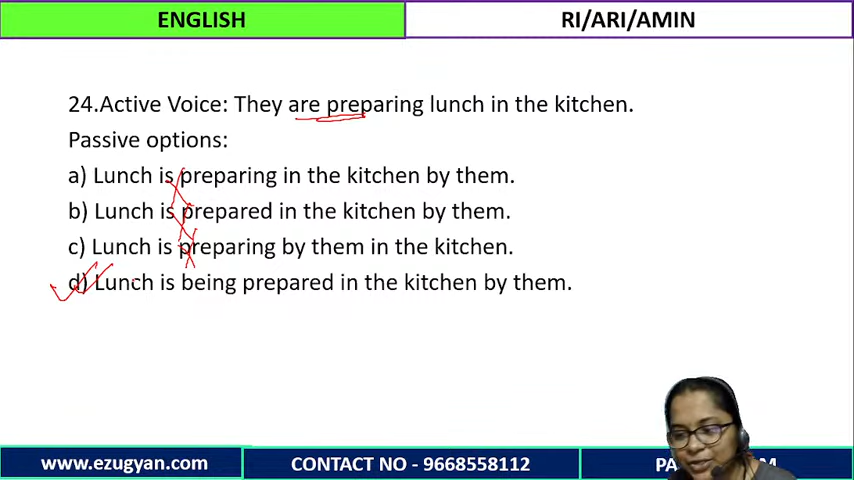 ENGLISH
RI/ARI/AMIN
24.Active Voice: They are preparing lunch in the kitchen.
Passive options:
a) Lunch is preparing in the kitchen by them.
b) Lunch is prepared in the kitchen by them.
c) Lunch is preparing by them in the kitchen.
d) Lunch is being prepared in the kitchen by them.
www.ezugyan.com
CONTACT NO - 9668558112